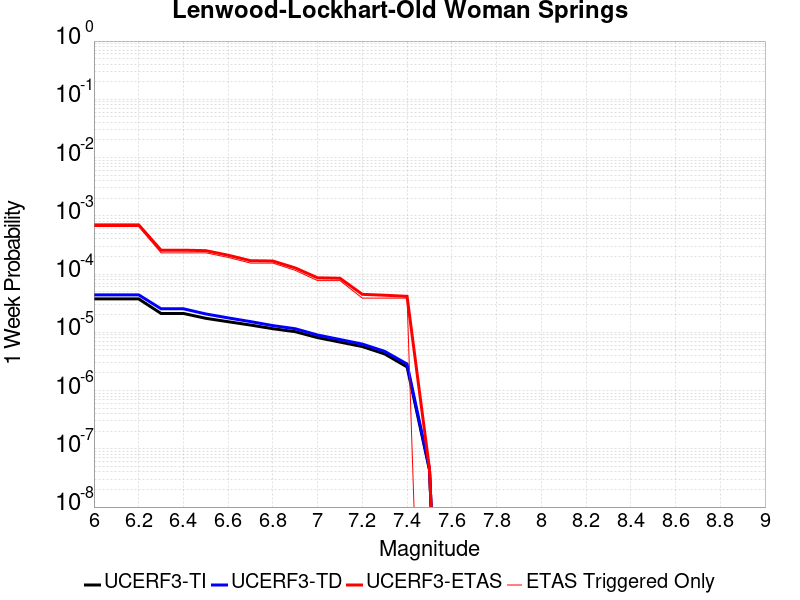 Lenwood-Lockhart-Old Woman Springs
10^0
10^-1
10^-2
10^-3
10^-4
10^-5
10^-6
10^-7
10^-8
1 Week Probability
6 6.2 6.4 6.6 6.8 7 7.2 7.4 7.6 7.8 8 8.2 8.4 8.6 8.8 9
Magnitude
UCERF3-TI UCERF3-TD UCERF3-ETAS ETAS Triggered Only